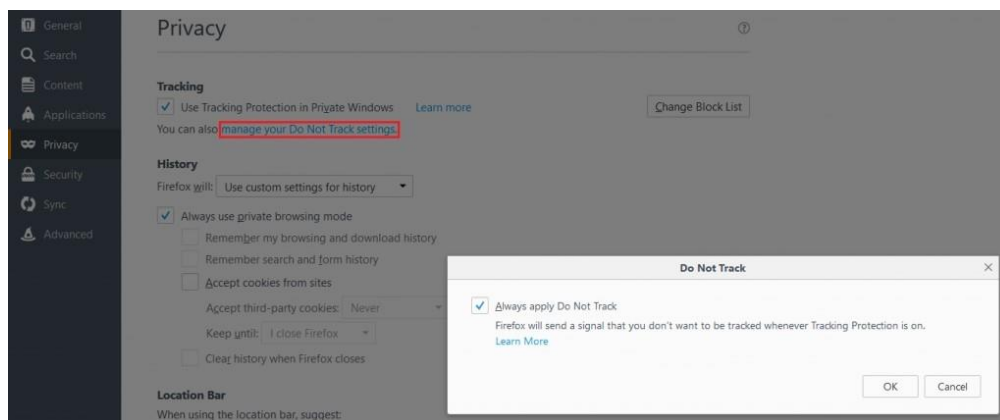 General
Search
Content
Applications
Privacy
Security
Sync
Advanced
Privacy
Tracking
Use Tracking Protection in Private Windows Learn more
Change Block List
You can also manage your Do Not Track settings.
History
Firefox will: Use custom settings for history
Always use private browsing mode
Remember my browsing and download history
Remember search and form history
Accept cookies from sites
Accept third-party cookies: Never
Keep until: I close Firefox
Clear history when Firefox closes
Location Bar
When using the location bar, suggest:
Do Not Track
Always apply Do Not Track
Firefox will send a signal that you don't want to be tracked whenever Tracking Protection is on.
Learn More
OK Cancel